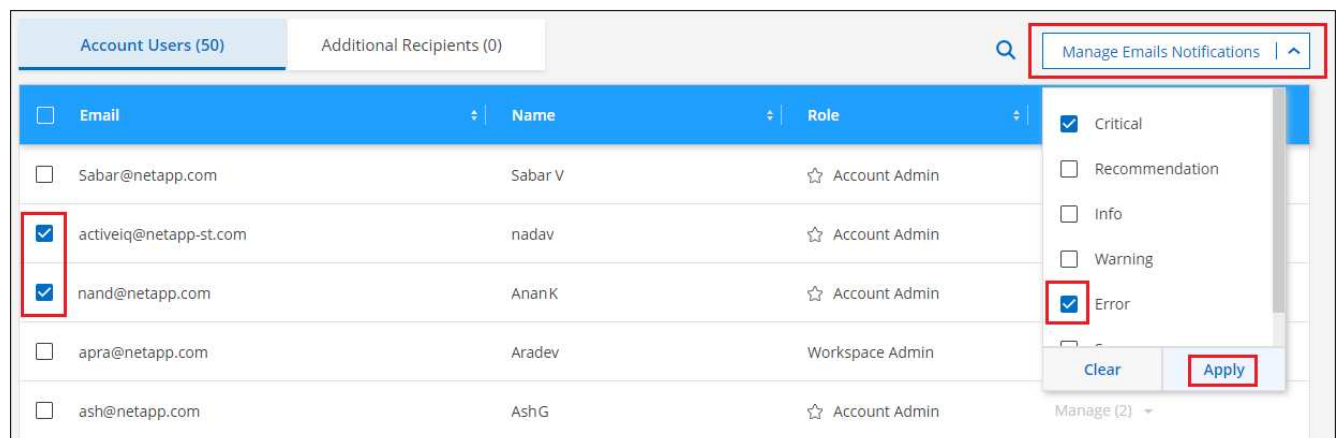 Account Users (50)
Additional Recipients (0)
Manage Emails Notifications
Email
Name
Role
Critical
Sabar@netapp.com
Sabar V
Account Admin
Recommendation
Info
activeiq@netapp-st.com
nadav
Account Admin
Warning
nand@netapp.com
AnanK
Account Admin
Error
apra@netapp.com
Aradev
Workspace Admin
Clear
Apply
ash@netapp.com
AshG
Account Admin
Manage (2)